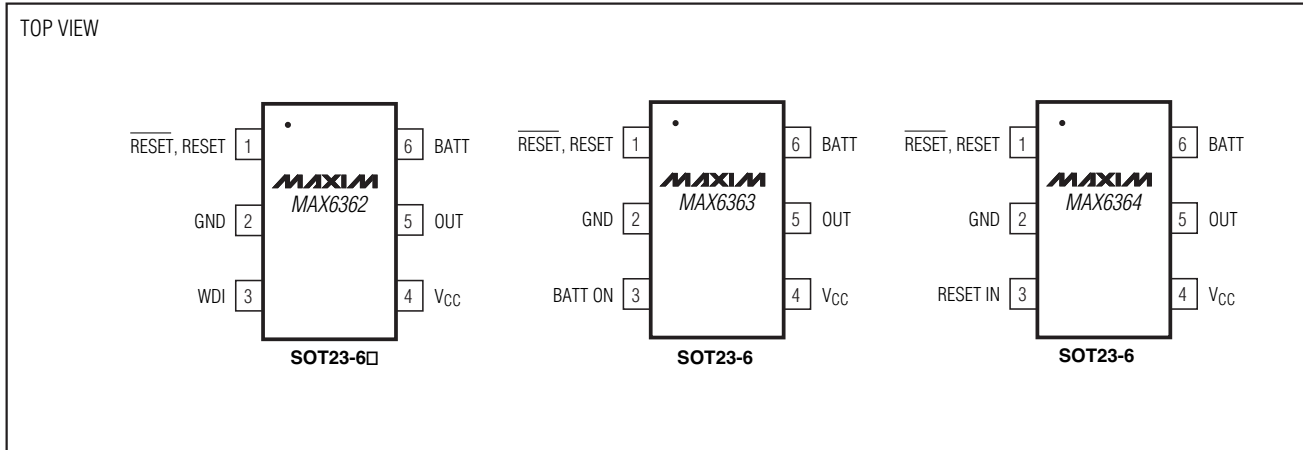 TOP VIEW
RESET, RESET 1 6 BATT
MAXIM
MAX6362
GND 2 5 OUT
WDI 3 4 VCC
SOT23-6□
RESET, RESET 1 6 BATT
MAXIM
MAX6363
GND 2 5 OUT
BATT ON 3 4 VCC
SOT23-6
RESET, RESET 1 6 BATT
MAXIM
MAX6364
GND 2 5 OUT
RESET IN 3 4 VCC
SOT23-6